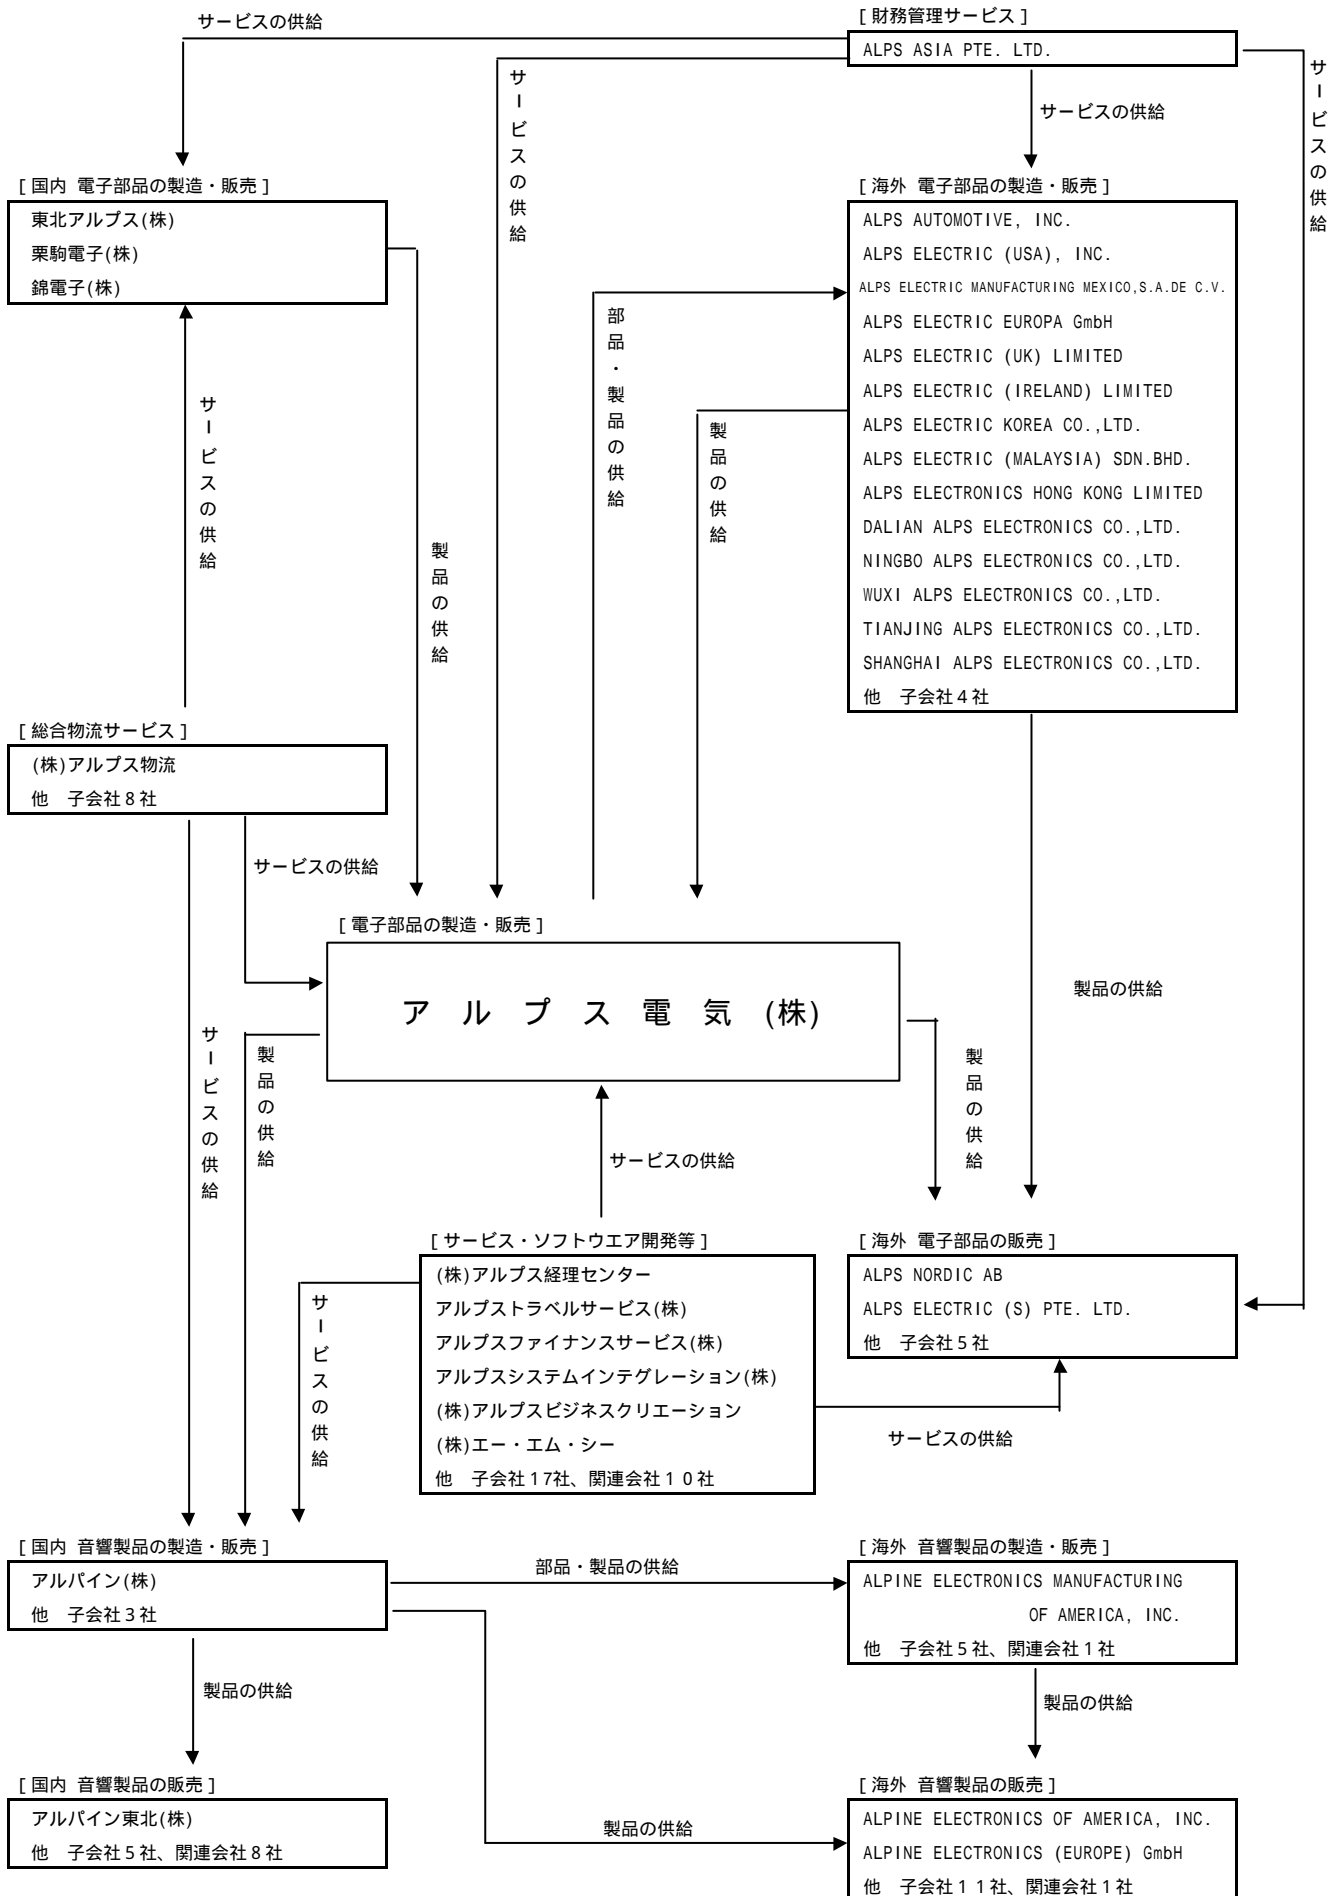 サービスの供給
[ 財務管理サービス ]
ALPS ASIA PTE. LTD.
サービスの供給
サービスの供給
サービスの供給
[ 国内 電子部品の製造・販売 ]
東北アルプス(株)
栗駒電子(株)
錦電子(株)
[ 海外 電子部品の製造・販売 ]
ALPS AUTOMOTIVE, INC.
ALPS ELECTRIC (USA), INC.
ALPS ELECTRIC MANUFACTURING MEXICO,S.A.DE C.V.
ALPS ELECTRIC EUROPA GmbH
ALPS ELECTRIC (UK) LIMITED
ALPS ELECTRIC (IRELAND) LIMITED
ALPS ELECTRIC KOREA CO.,LTD.
ALPS ELECTRIC (MALAYSIA) SDN.BHD.
ALPS ELECTRONICS HONG KONG LIMITED
DALIAN ALPS ELECTRONICS CO.,LTD.
NINGBO ALPS ELECTRONICS CO.,LTD.
WUXI ALPS ELECTRONICS CO.,LTD.
TIANJING ALPS ELECTRONICS CO.,LTD.
SHANGHAI ALPS ELECTRONICS CO.,LTD.
他 子会社4社
部品・製品の供給
製品の供給
サービスの供給
製品の供給
[ 総合物流サービス ]
(株)アルプス物流
他 子会社8社
サービスの供給
[ 電子部品の製造・販売 ]
アルプス電気(株)
製品の供給
サービスの供給
製品の供給
製品の供給
サービスの供給
[ サービス・ソフトウエア開発等 ]
(株)アルプス経理センター
アルプストラベルサービス(株)
アルプスファイナンスサービス(株)
アルプスシステムインテグレーション(株)
(株)アルプスビジネスクリエーション
(株)エー・エム・シー
他 子会社17社、関連会社10社
[ 海外 電子部品の販売 ]
ALPS NORDIC AB
ALPS ELECTRIC (S) PTE. LTD.
他 子会社5社
サービスの供給
サービスの供給
[ 国内 音響製品の製造・販売 ]
アルパイン(株)
他 子会社3社
部品・製品の供給
[ 海外 音響製品の製造・販売 ]
ALPINE ELECTRONICS MANUFACTURING
OF AMERICA, INC.
他 子会社5社、関連会社1社
製品の供給
製品の供給
[ 国内 音響製品の販売 ]
アルパイン東北(株)
他 子会社5社、関連会社8社
製品の供給
[ 海外 音響製品の販売 ]
ALPINE ELECTRONICS OF AMERICA, INC.
ALPINE ELECTRONICS (EUROPE) GmbH
他 子会社11社、関連会社1社